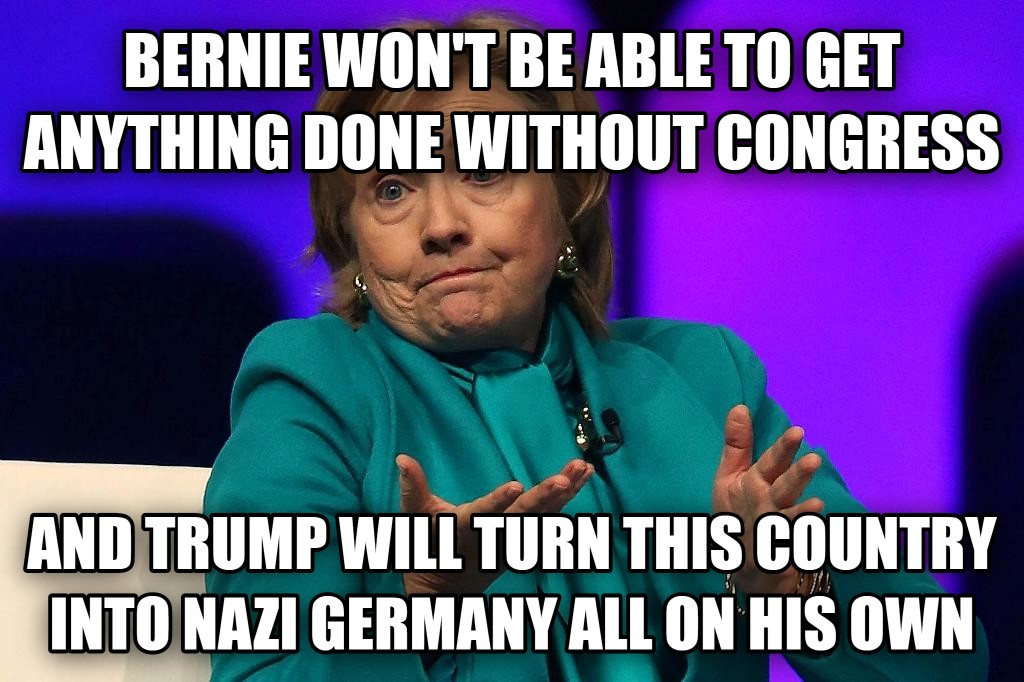 BERNIE WON'T BE ABLE TO GET
ANYTHING DONE WITHOUT CONGRESS
AND TRUMP WILL TURN THIS COUNTRY
INTO NAZI GERMANY ALL ON HIS OWN